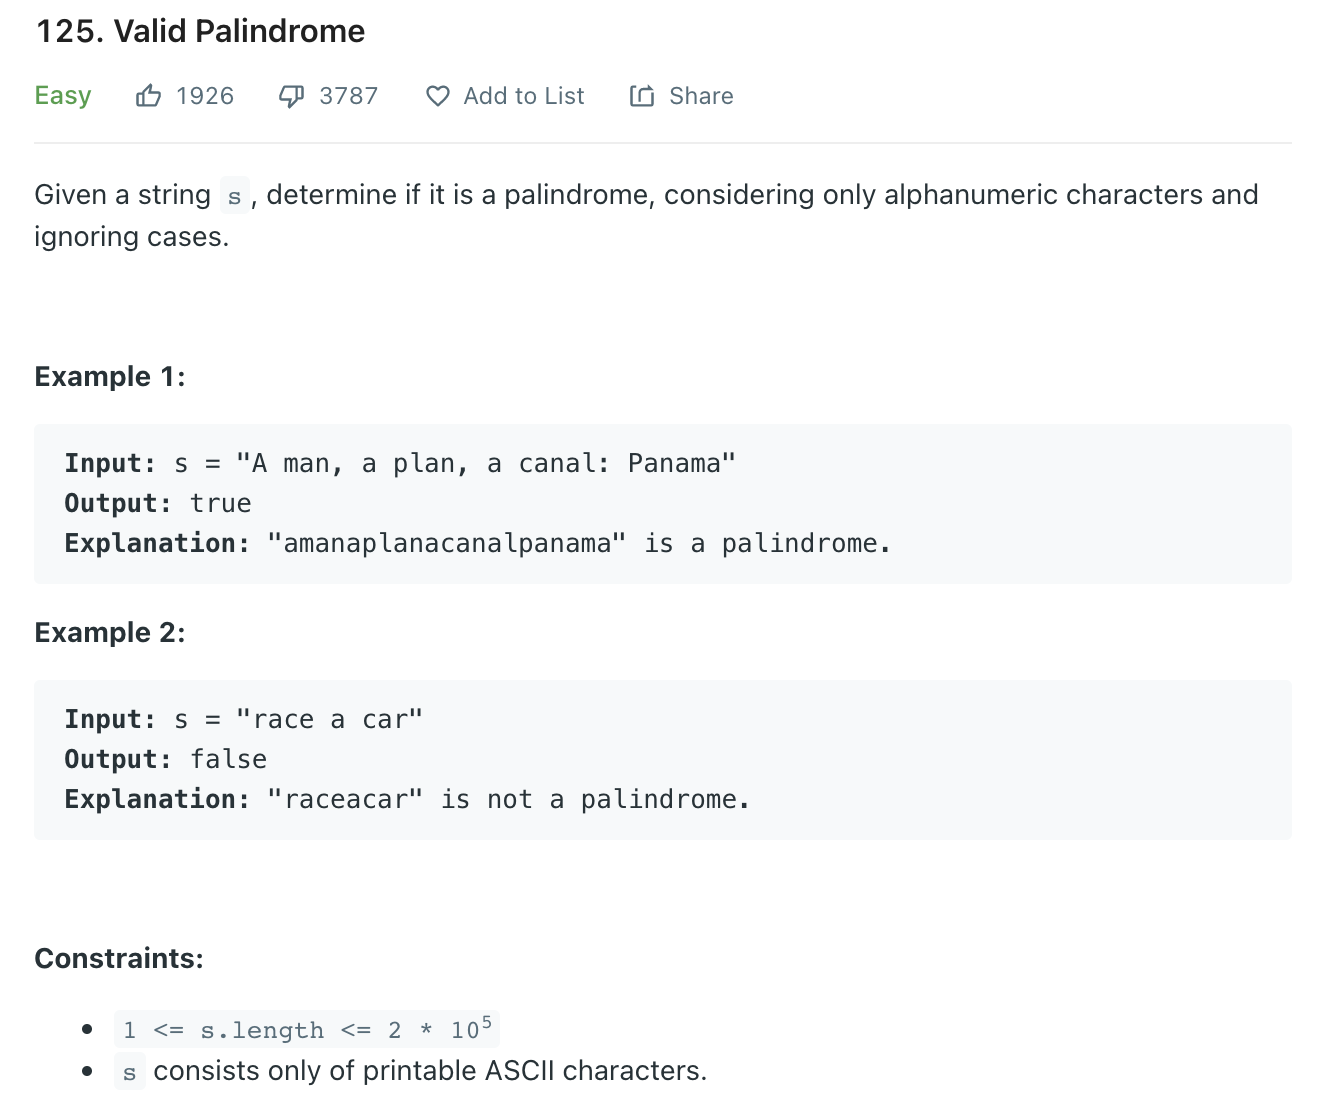 125. Valid Palindrome
Easy 1926 3787 Add to List Share
Given a string s, determine if it is a palindrome, considering only alphanumeric characters and
ignoring cases.
Example 1:
Input: s = "A man, a plan, a canal: Panama"
Output: true
Explanation: "amanaplanacanalpanama" is a palindrome.
Example 2:
Input: s = "race a car"
Output: false
Explanation: "raceacar" is not a palindrome.
Constraints:
• 1 <= s.length <= 2 * 10⁵
• s consists only of printable ASCII characters.